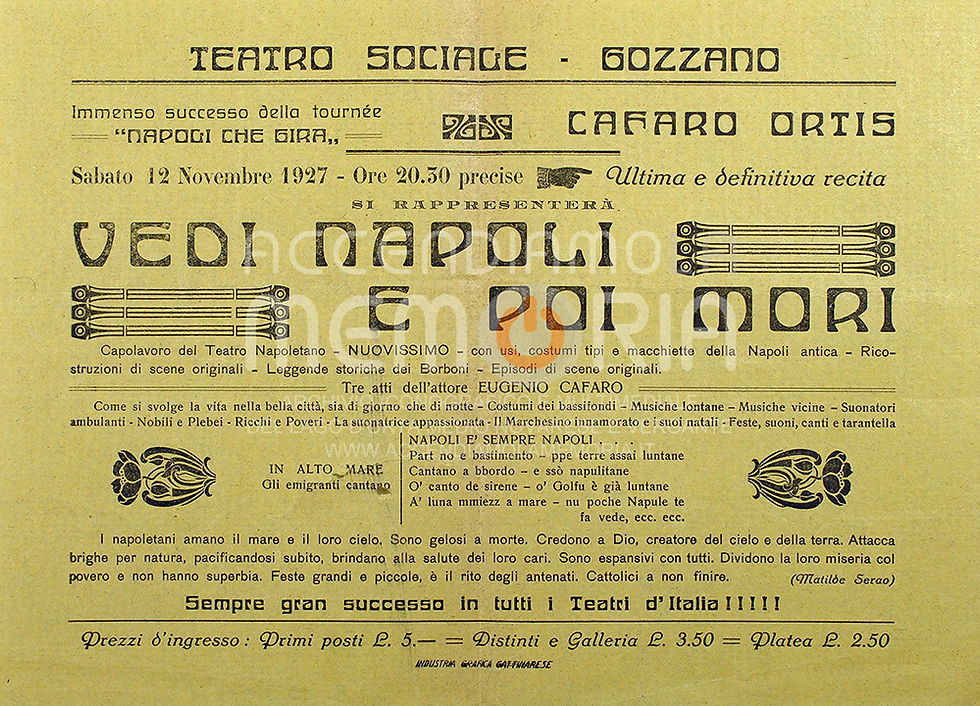 TEATRO SOCIALE - GOZZANO
Immenso successo della tournée
"NAPOLI CHE GIRA„
CAFARO ORTIS
Sabato 12 Novembre 1927 - Ore 20.30 precise
Ultima e definitiva recita
SI RAPPRESENTERÀ
VEDI NAPOLI
E POI MORI
Capolavoro del Teatro Napoletano - NUOVISSIMO - con usi, costumi tipi e macchiette della Napoli antica - Rico-
struzioni di scene originali - Leggende storiche dei Borboni - Episodi di scene originali.
Tre atti dell'attore EUGENIO CAFARO
Come si svolge la vita nella bella città, sia di giorno che di notte - Costumi dei bassifondi - Musiche lontane - Musiche vicine - Suonatori
ambulanti - Nobili e Plebei - Ricchi e Poveri - La suonatrice appassionata - Il Marchesino innamorato e i suoi natali - Feste, suoni, canti e tarantella
IN ALTO MARE
Gli emigranti cantano
NAPOLI E' SEMPRE NAPOLI . . .
Part no e bastimento - ppe terre assai luntane
Cantano a bbordo - e ssò napulitane
O' canto de sirene - o' Golfu è già luntane
A' luna mmiezz a mare - nu poche Napule te
fa vede, ecc. ecc.
I napoletani amano il mare e il loro cielo, Sono gelosi a morte. Credono a Dio, creatore del cielo e della terra. Attacca
brighe per natura, pacificandosi subito, brindando alla salute dei loro cari. Sono espansivi con tutti. Dividono la loro miseria col
povero e non hanno superbia. Feste grandi e piccole, è il rito degli antenati. Cattolici a non finire.
(Matilde Serao)
Sempre gran successo in tutti i Teatri d'Italia !!!!!
Prezzi d'ingresso : Primi posti L. 5.— = Distinti e Galleria L. 3.50 = Platea L. 2.50
INDUSTRIA GRAFICA GATTINARESE
ACCENDIAMO
MEMORIA